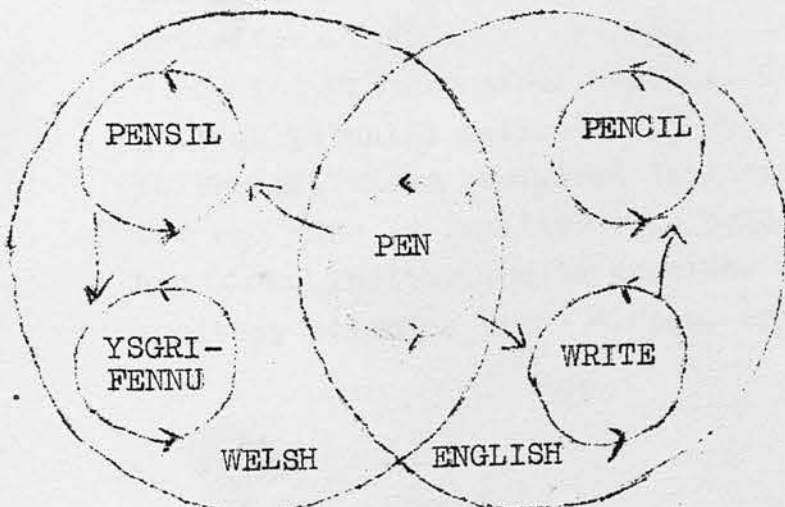 PENSIL
PENCIL
PEN
YSGRI-
FENNU
WRITE
WELSH
ENGLISH